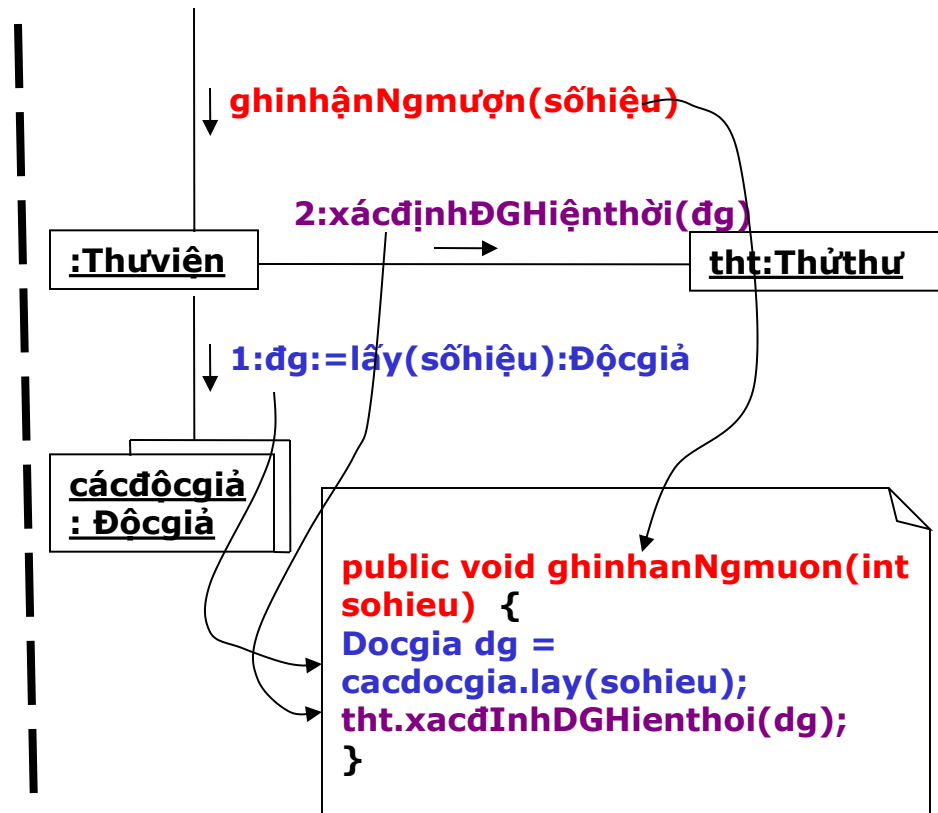 ghinhậnNgmượn(sốhiệu)
2:xácđịnhĐGHiệnthời(đg)
:Thưviện
tht:Thửthư
1:đg:=lấy(sốhiệu):Độcgiả
cácđộcgiả
: Độcgiả
public void ghinhanNgmuon(int
sohieu) {
Docgia dg =
cacdocgia.lay(sohieu);
tht.xacđInhDGHienthoi(dg);
}